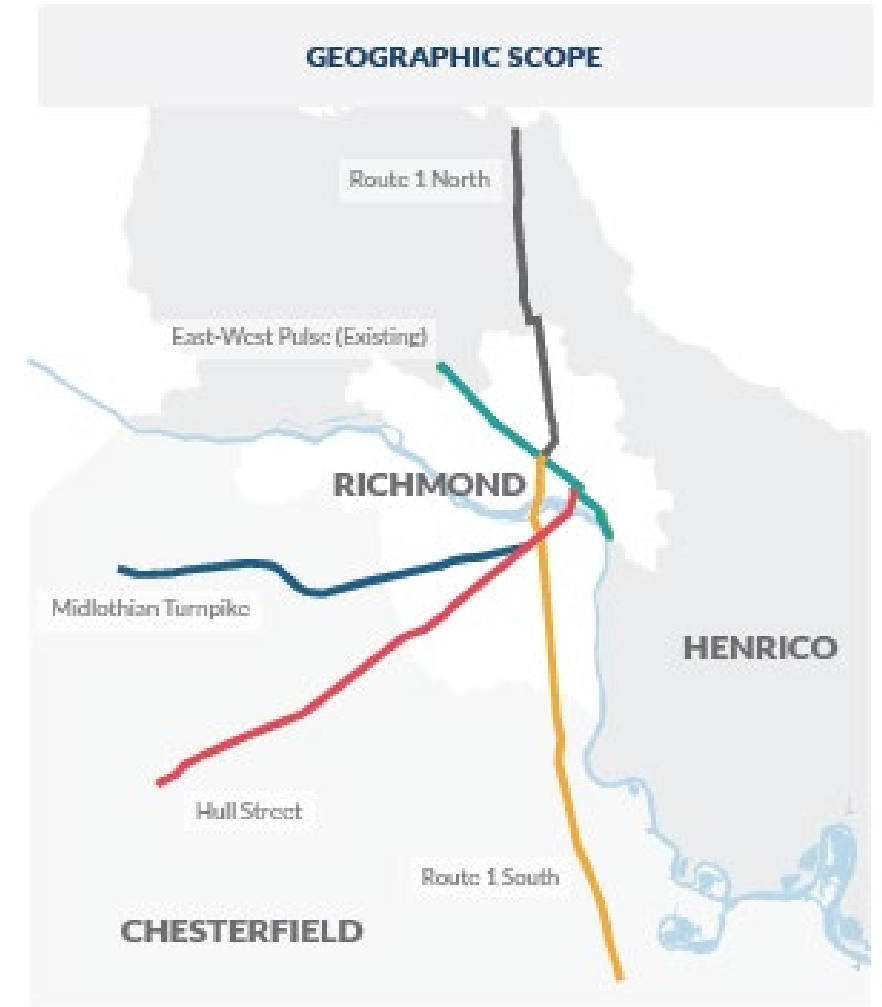 GEOGRAPHIC SCOPE
Route 1 North
East-West Pulse (Existing)
RICHMOND
Midlothian Turnpike
HENRICO
Hull Street
Route 1 South
CHESTERFIELD